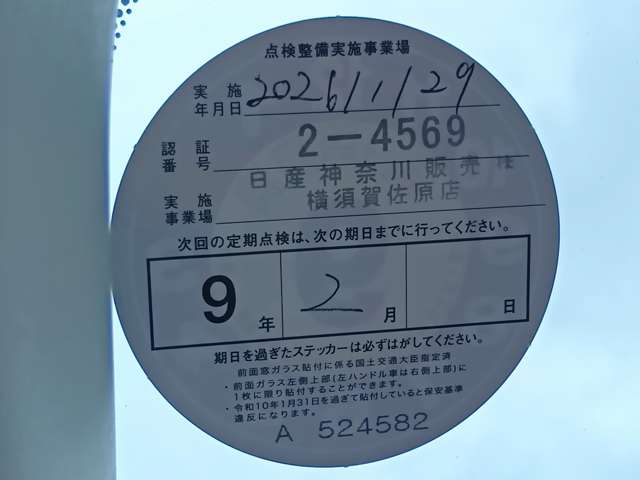 点検整備実施事業場
実施年月日 2026/1/29
認証番号 2-4569
実施事業場 日産神奈川販売株
横須賀佐原店
次回の定期点検は、次の期日までに行ってください。
9年 2月 日
期日を過ぎたステッカーは必ずはがしてください。
前面窓ガラス貼付に係る国土交通大臣指定済
・前面ガラス左側上部(左ハンドル車は右側上部)に
1枚に限り貼付することができます。
・令和10年1月31日を過ぎて貼付していると保安基準
違反になります。
A 524582